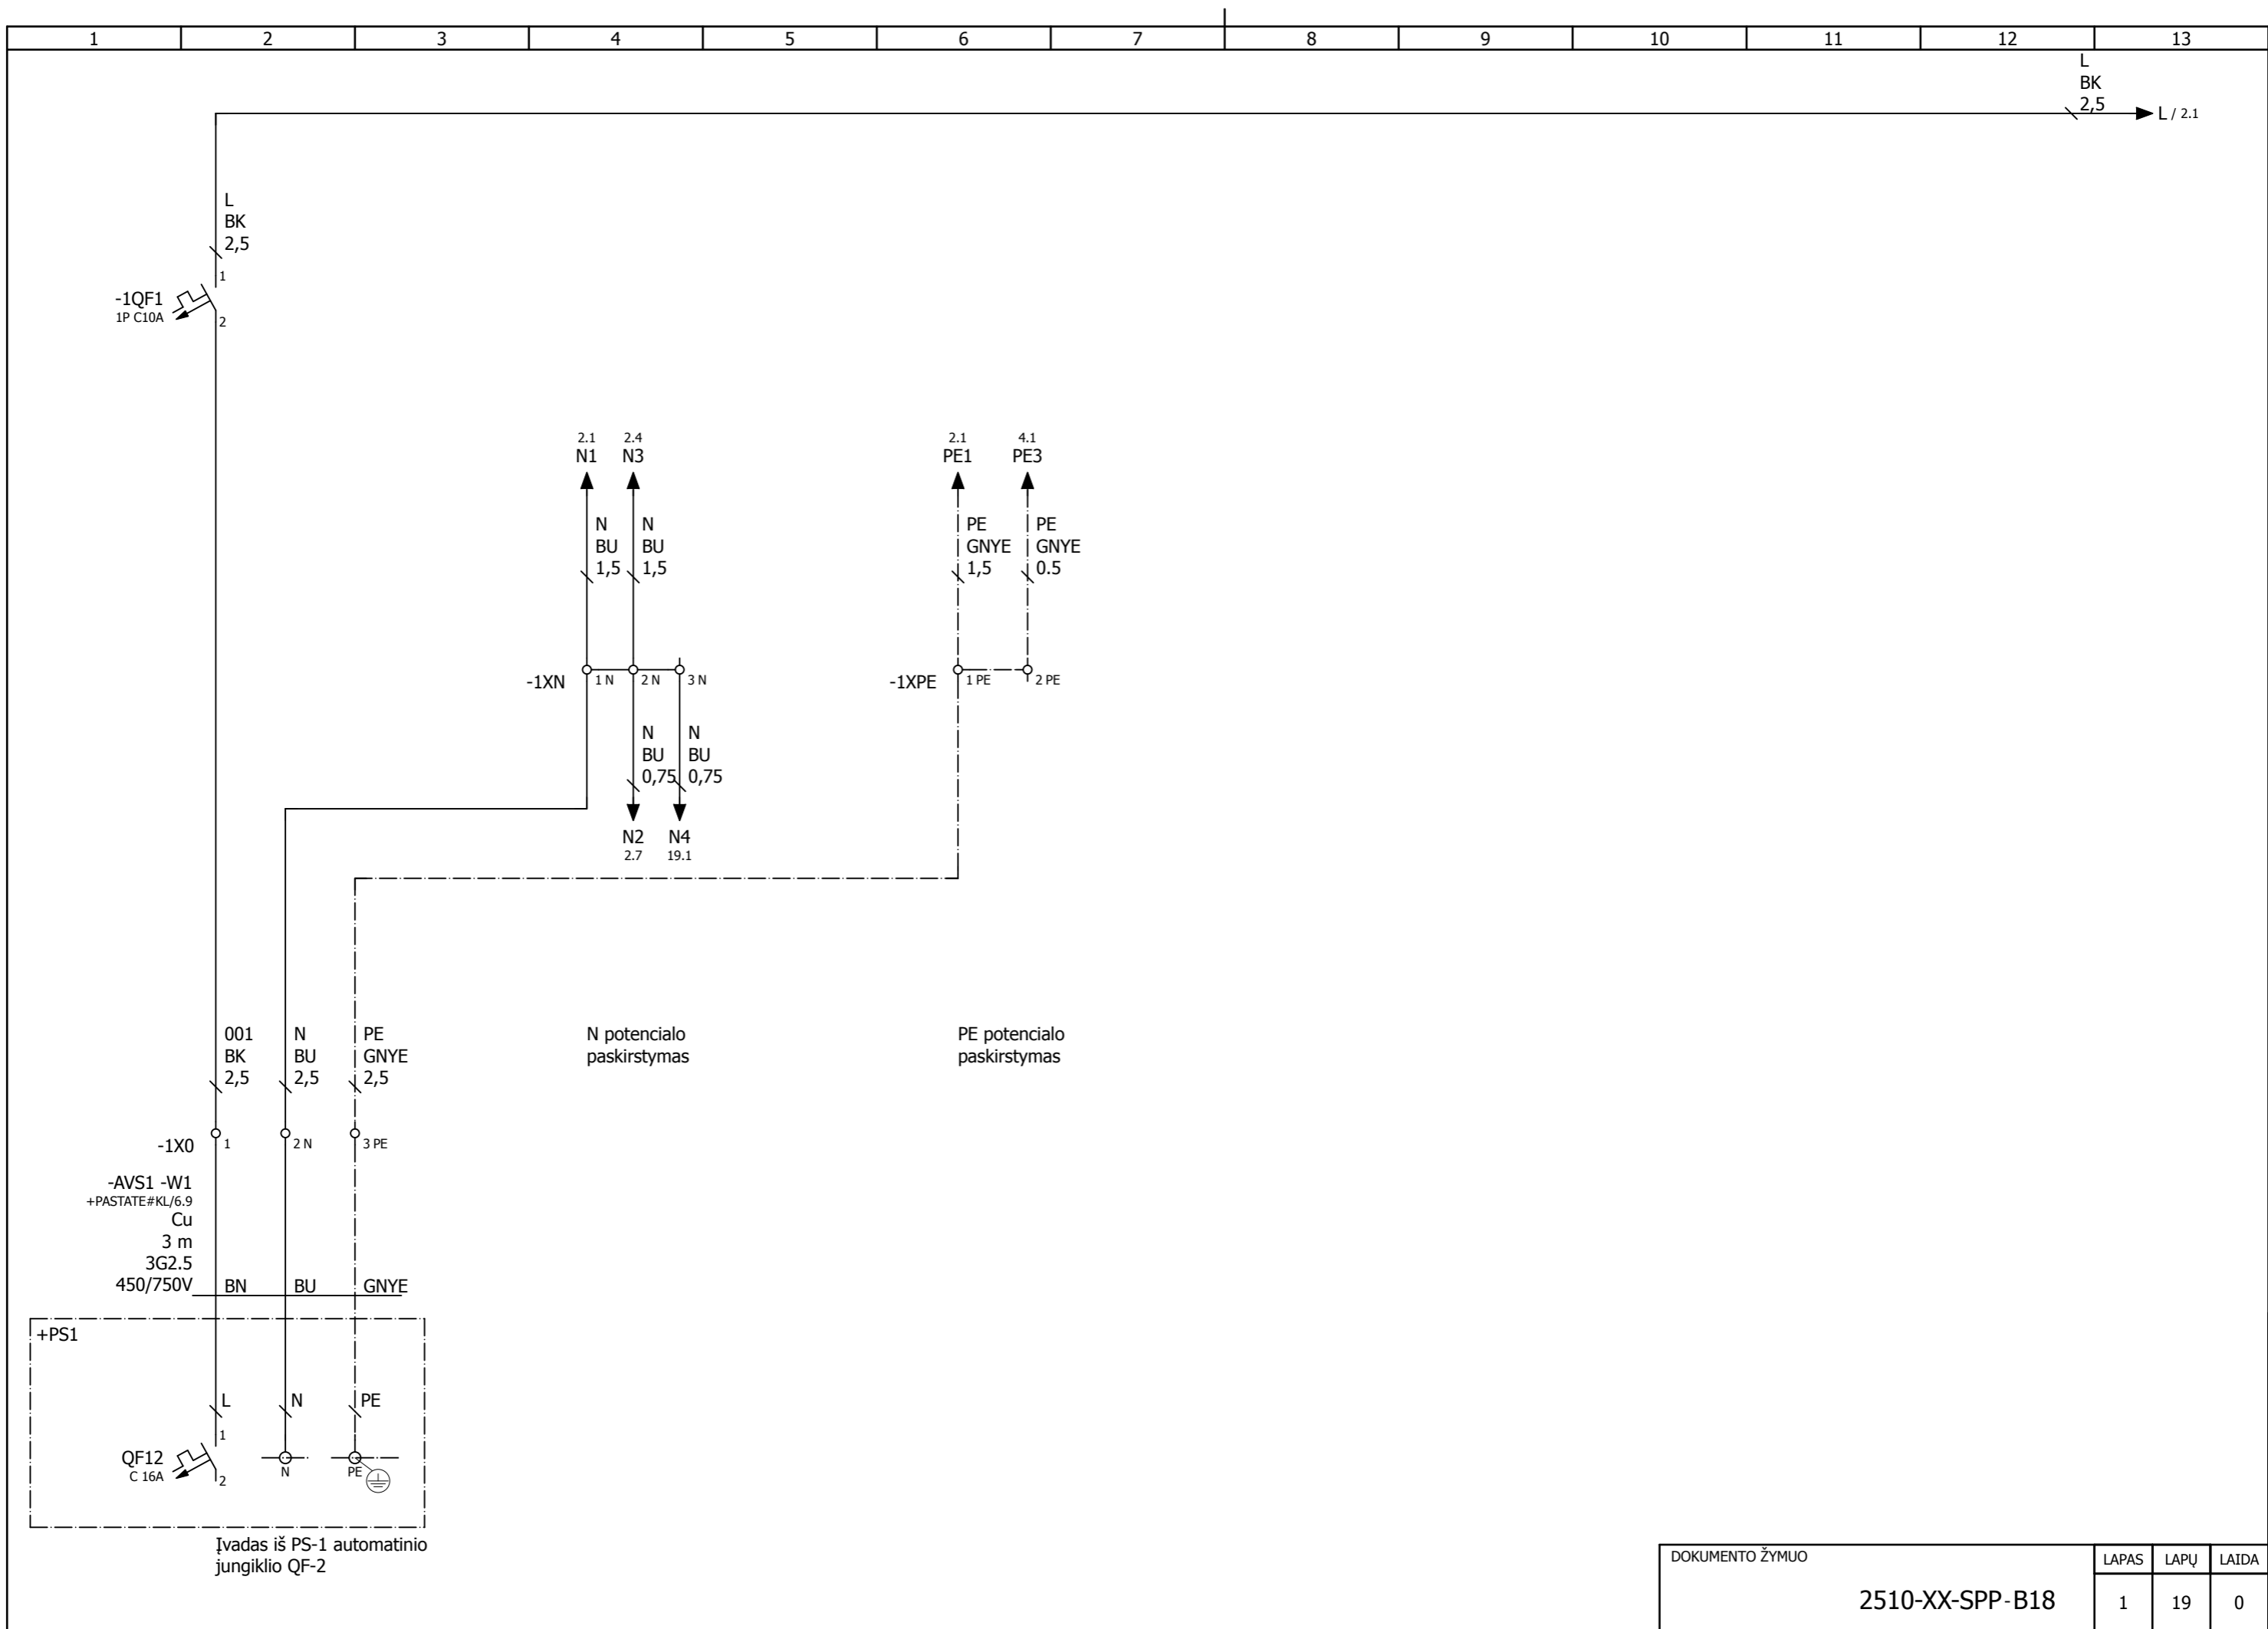 1 2 3 4 5 6 7 8 9 10 11 12 13
L
BK
2,5
L / 2.1
L
BK
2,5
1
-1QF1
1P C10A
2
2.1 2.4 2.1 4.1
N1 N3 PE1 PE3
N N PE PE
BU BU GNYE GNYE
1,5 1,5 1,5 0.5
-1XN 1 N 2 N 3 N -1XPE 1 PE 2 PE
N N
BU BU
0,75 0,75
N2 N4
2.7 19.1
001 N PE N potencialo PE potencialo
BK BU GNYE paskirstymas paskirstymas
2,5 2,5 2,5
-1X0 1 2 N 3 PE
-AVS1 -W1
+PASTATE#KL/6.9
Cu
3 m
3G2.5
450/750V BN BU GNYE
+PS1
L N PE
1
QF12
C 16A
2 N PE
Įvadas iš PS-1 automatinio
jungiklio QF-2
DOKUMENTO ŽYMUO LAPAS LAPŲ LAIDA
2510-XX-SPP-B18 1 19 0